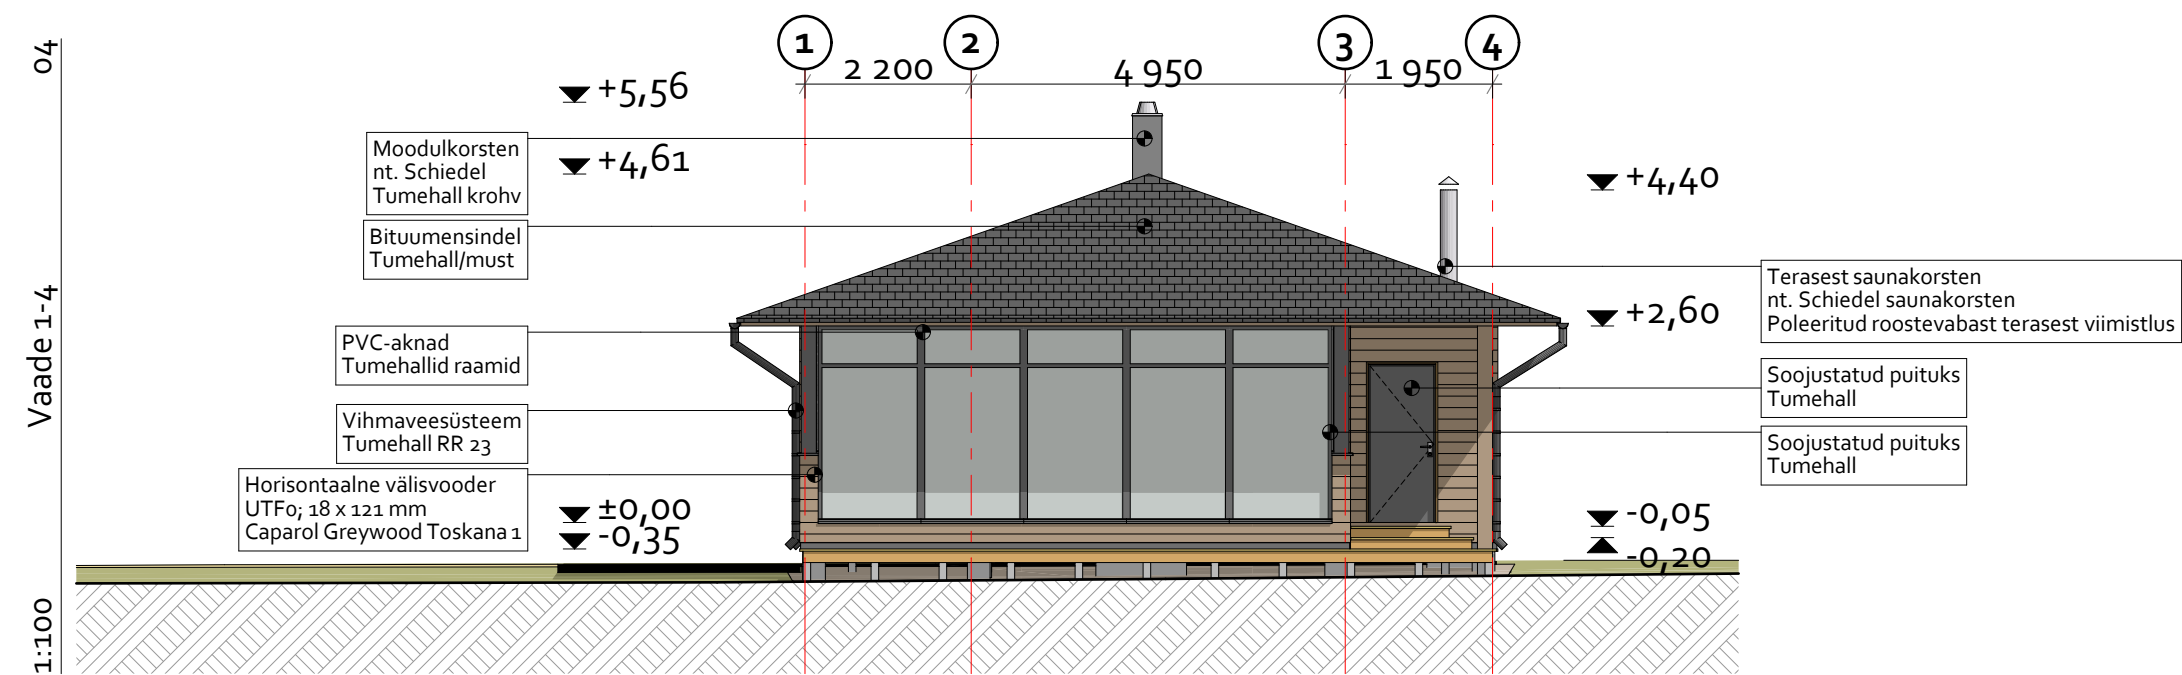 04
Vaade 1-4
1:100
1
2
3
4
2 200
4 950
1 950
+5,56
+4,61
±0,00
-0,35
Moodulkorsten
nt. Schiedel
Tumehall krohv
Bituumensindel
Tumehall/must
PVC-aknad
Tumehallid raamid
Vihmaveesüsteem
Tumehall RR 23
Horisontaalne välisvooder
UTF0; 18 x 121 mm
Caparol Greywood Toskana 1
+4,40
+2,60
-0,05
-0,20
Terasest saunakorsten
nt. Schiedel saunakorsten
Poleeritud roostevabast terasest viimistlus
Soojustatud puituks
Tumehall
Soojustatud puituks
Tumehall